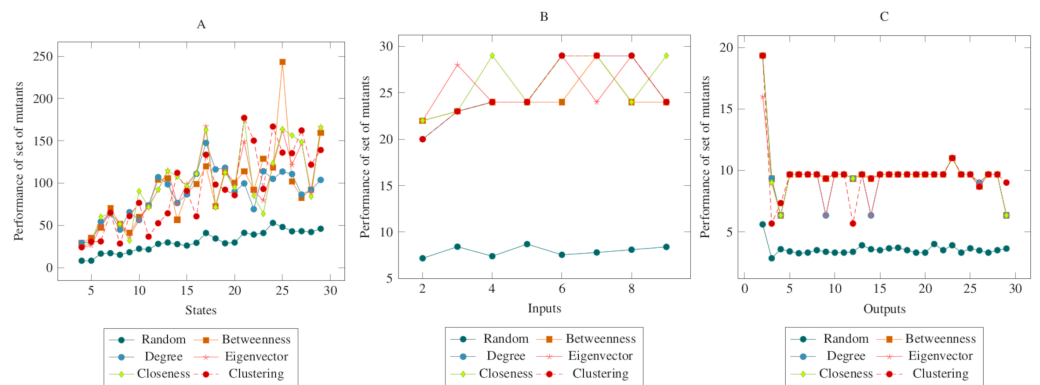 A
B
C
Performance of set of mutants
250
200
150
100
50
0
5
10
15
20
25
30
States
Performance of set of mutants
30
25
20
15
10
5
2
4
6
8
Inputs
Performance of set of mutants
20
15
10
5
0
5
10
15
20
25
30
Outputs
Random
Betweenness
Degree
Eigenvector
Closeness
Clustering
Random
Betweenness
Degree
Eigenvector
Closeness
Clustering
Random
Betweenness
Degree
Eigenvector
Closeness
Clustering